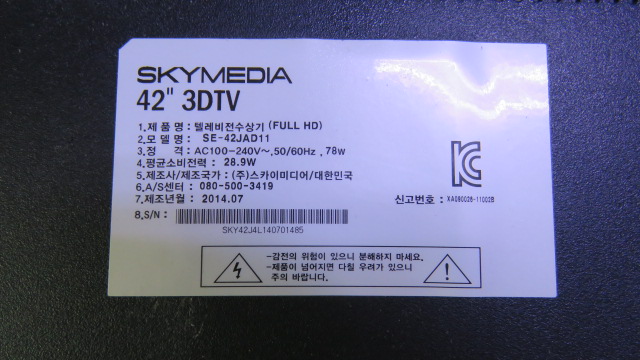 SKYMEDIA
42" 3DTV
1.제 품 명 : 텔레비전수상기 (FULL HD)
2.모 델 명 : SE-42JAD11
3.정 격 : AC100-240V~,50/60Hz , 78W
4.평균소비전력 : 28.9W
5.제조사/제조국가 : (주)스카이미디어/대한민국
6.A/S센터 : 080-500-3419
7.제조년월 : 2014.07
신고번호 : XA080026-11002B
8.S/N :
SKY42J4L140701485
-감전의 위험이 있으니 분해하지 마세요.
-제품이 넘어지면 다칠 우려가 있으니
주의 바랍니다.